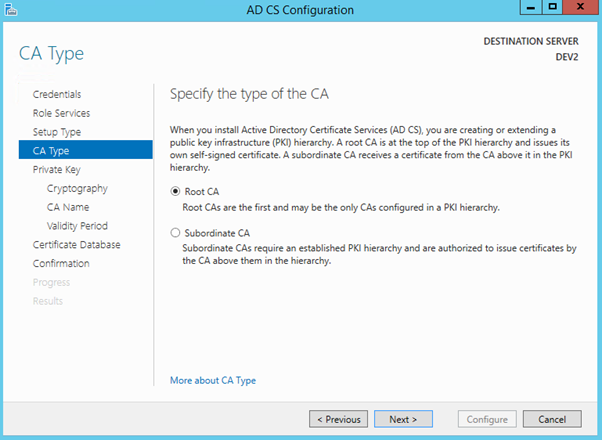 AD CS Configuration
CA Type
DESTINATION SERVER
DEV2
Credentials
Role Services
Setup Type
CA Type
Private Key
Cryptography
CA Name
Validity Period
Certificate Database
Confirmation
Progress
Results
Specify the type of the CA
When you install Active Directory Certificate Services (AD CS), you are creating or extending a
public key infrastructure (PKI) hierarchy. A root CA is at the top of the PKI hierarchy and issues its
own self-signed certificate. A subordinate CA receives a certificate from the CA above it in the PKI
hierarchy.
Root CA
Root CAs are the first and may be the only CAs configured in a PKI hierarchy.
Subordinate CA
Subordinate CAs require an established PKI hierarchy and are authorized to issue certificates by
the CA above them in the hierarchy.
More about CA Type
< Previous
Next >
Configure
Cancel